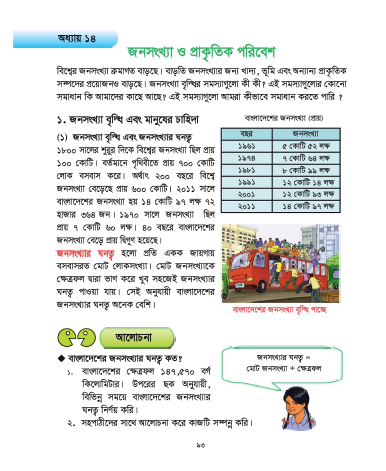 অধ্যায় ১৪
জনসংখ্যা ও প্রাকৃতিক পরিবেশ
বিশ্বের জনসংখ্যা ক্রমাগত বাড়ছে। বাড়তি জনসংখ্যার জন্য খাদ্য, ভূমি এবং অন্যান্য প্রাকৃতিক
সম্পদের প্রয়োজনও বাড়ছে। জনসংখ্যা বৃদ্ধির সমস্যাগুলো কী কী? এই সমস্যাগুলোর কোনো
সমাধান কি আমাদের কাছে আছে? এই সমস্যাগুলো আমরা কীভাবে সমাধান করতে পারি ?
১. জনসংখ্যা বৃদ্ধি এবং মানুষের চাহিদা
(১) জনসংখ্যা বৃদ্ধি এবং জনসংখ্যার ঘনত্ব
১৮০০ সালের শুরুর দিকে বিশ্বের জনসংখ্যা ছিল প্রায়
১০০ কোটি। বর্তমানে পৃথিবীতে প্রায় ৭০০ কোটি
লোক বসবাস করে। অর্থাৎ ২০০ বছরে বিশ্বে
জনসংখ্যা বেড়েছে প্রায় ৬০০ কোটি। ২০১১ সালে
বাংলাদেশের জনসংখ্যা হয় ১৪ কোটি ৯৭ লক্ষ ৭২
হাজার ৩৬৪ জন। ১৯৭০ সালে জনসংখ্যা ছিল
প্রায় ৭ কোটি ৬০ লক্ষ। ৪০ বছরে বাংলাদেশের
জনসংখ্যা বেড়ে প্রায় দ্বিগুণ হয়েছে।
জনসংখ্যার ঘনত্ব হলো প্রতি একক জায়গায়
বসবাসরত মোট লোকসংখ্যা। মোট জনসংখ্যাকে
ক্ষেত্রফল দ্বারা ভাগ করে খুব সহজেই জনসংখ্যার
ঘনত্ব পাওয়া যায়। সেই অনুযায়ী বাংলাদেশের
জনসংখ্যার ঘনত্ব অনেক বেশি।
বাংলাদেশের জনসংখ্যা (প্রায়)
বছর জনসংখ্যা
১৯৬১ ৫ কোটি ৫২ লক্ষ
১৯৭৪ ৭ কোটি ৬৪ লক্ষ
১৯৮১ ৮ কোটি ৯৯ লক্ষ
১৯৯১ ১২ কোটি ১৪ লক্ষ
২০০১ ১২ কোটি ৯৩ লক্ষ
২০১১ ১৪ কোটি ৯৭ লক্ষ
বাংলাদেশের জনসংখ্যা বৃদ্ধি পাচ্ছে
আলোচনা
◆ বাংলাদেশের জনসংখ্যার ঘনত্ব কত?
১. বাংলাদেশের ক্ষেত্রফল ১৪৭,৫৭০ বর্গ
কিলোমিটার। উপরের ছক অনুযায়ী,
বিভিন্ন সময়ে বাংলাদেশের জনসংখ্যার
ঘনত্ব নির্ণয় করি।
২. সহপাঠীদের সাথে আলোচনা করে কাজটি সম্পন্ন করি।
জনসংখ্যার ঘনত্ব =
মোট জনসংখ্যা ÷ ক্ষেত্রফল
৯৩